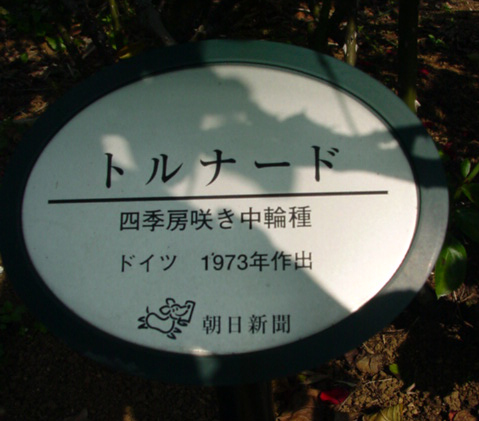 トルナード
四季房咲き中輪種
ドイツ　1973年作出
朝日新聞